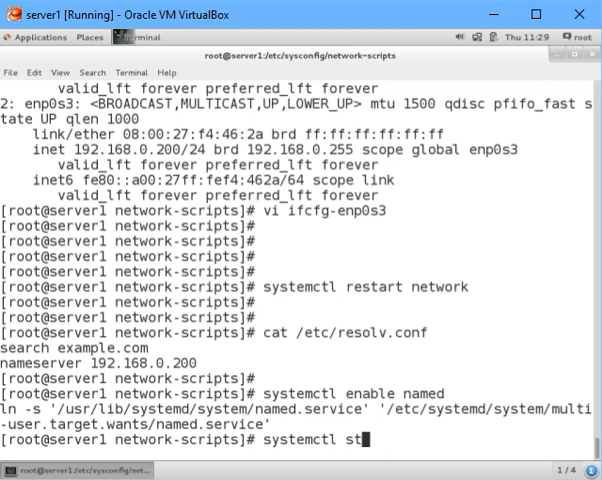 server1 [Running] - Oracle VM VirtualBox
Applications Places Terminal Thu 11:29 root
root@server1:/etc/sysconfig/network-scripts
File Edit View Search Terminal Help
valid_lft forever preferred_lft forever
2: enp0s3: <BROADCAST,MULTICAST,UP,LOWER_UP> mtu 1500 qdisc pfifo_fast s
tate UP qlen 1000
link/ether 08:00:27:f4:46:2a brd ff:ff:ff:ff:ff:ff
inet 192.168.0.200/24 brd 192.168.0.255 scope global enp0s3
valid_lft forever preferred_lft forever
inet6 fe80::a00:27ff:fef4:462a/64 scope link
valid_lft forever preferred_lft forever
[root@server1 network-scripts]# vi ifcfg-enp0s3
[root@server1 network-scripts]#
[root@server1 network-scripts]#
[root@server1 network-scripts]#
[root@server1 network-scripts]#
[root@server1 network-scripts]# systemctl restart network
[root@server1 network-scripts]#
[root@server1 network-scripts]#
[root@server1 network-scripts]# cat /etc/resolv.conf
search example.com
nameserver 192.168.0.200
[root@server1 network-scripts]#
[root@server1 network-scripts]# systemctl enable named
ln -s '/usr/lib/systemd/system/named.service' '/etc/systemd/system/multi
-user.target.wants/named.service'
[root@server1 network-scripts]# systemctl st
root@server1:/etc/sysconfig/net... 1 / 4